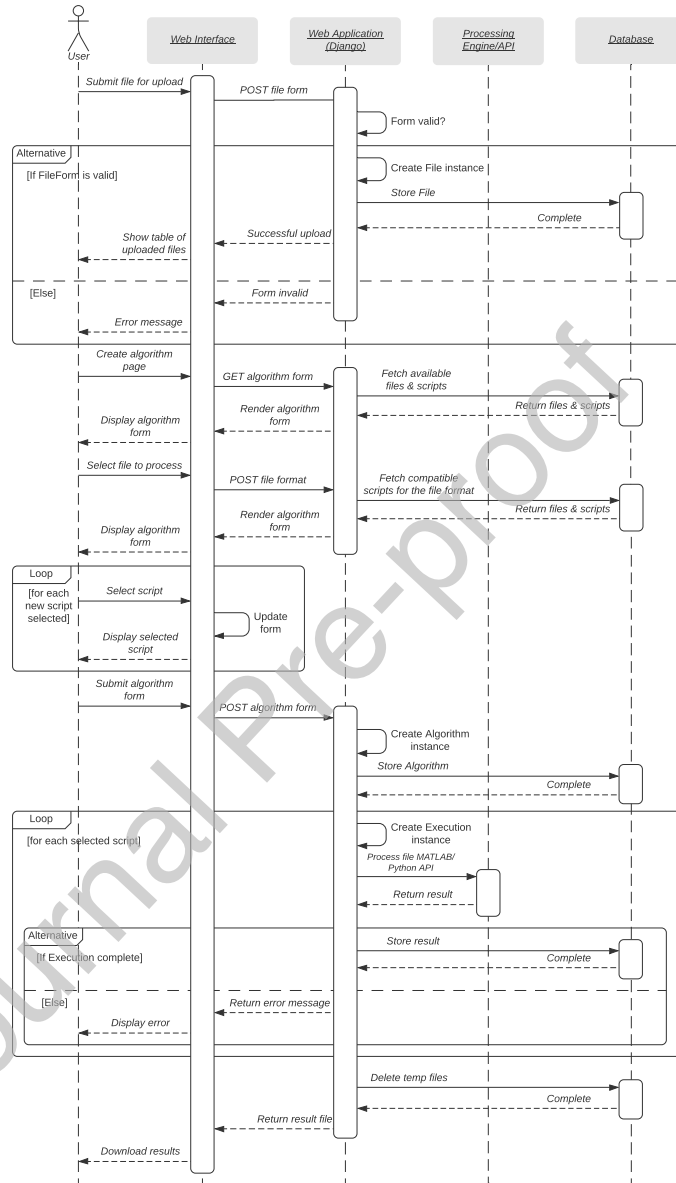 User
Web Interface
Web Application
(Django)
Processing
Engine/API
Database
Submit file for upload
POST file form
Form valid?
Alternative
[If FileForm is valid]
Create File instance
Store File
Complete
Successful upload
Show table of
uploaded files
[Else]
Form invalid
Error message
Create algorithm
page
GET algorithm form
Fetch available
files & scripts
Return files & scripts
Render algorithm
form
Display algorithm
form
Select file to process
POST file format
Fetch compatible
scripts for the file format
Return files & scripts
Render algorithm
form
Display algorithm
form
Loop
[for each
new script
selected]
Select script
Update
form
Display selected
script
Submit algorithm
form
POST algorithm form
Create Algorithm
instance
Store Algorithm
Complete
Loop
[for each selected script]
Create Execution
instance
Process file MATLAB/
Python API
Return result
Alternative
[If Execution complete]
Store result
Complete
[Else]
Return error message
Display error
Delete temp files
Complete
Return result file
Download results
Journal Pre-proof